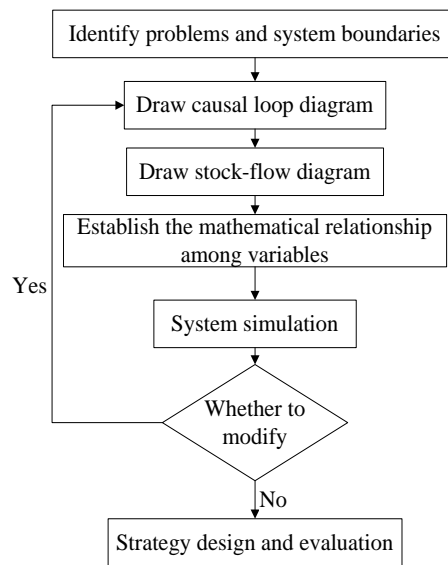 Identify problems and system boundaries
Draw causal loop diagram
Draw stock-flow diagram
Establish the mathematical relationship
among variables
Yes
System simulation
Whether to
modify
No
Strategy design and evaluation